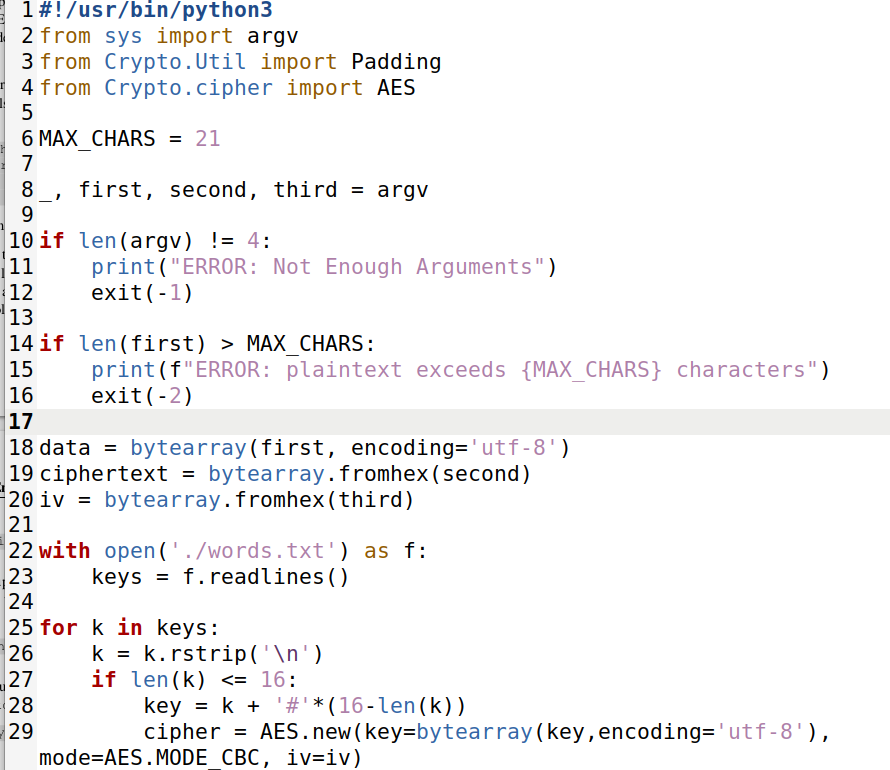 1 #!/usr/bin/python3
2 from sys import argv
3 from Crypto.Util import Padding
4 from Crypto.cipher import AES
5
6 MAX_CHARS = 21
7
8 _, first, second, third = argv
9
10 if len(argv) != 4:
11     print("ERROR: Not Enough Arguments")
12     exit(-1)
13
14 if len(first) > MAX_CHARS:
15     print(f"ERROR: plaintext exceeds {MAX_CHARS} characters")
16     exit(-2)
17
18 data = bytearray(first, encoding='utf-8')
19 ciphertext = bytearray.fromhex(second)
20 iv = bytearray.fromhex(third)
21
22 with open('./words.txt') as f:
23     keys = f.readlines()
24
25 for k in keys:
26     k = k.rstrip('\n')
27     if len(k) <= 16:
28         key = k + '#'*(16-len(k))
29         cipher = AES.new(key=bytearray(key,encoding='utf-8'),
mode=AES.MODE_CBC, iv=iv)